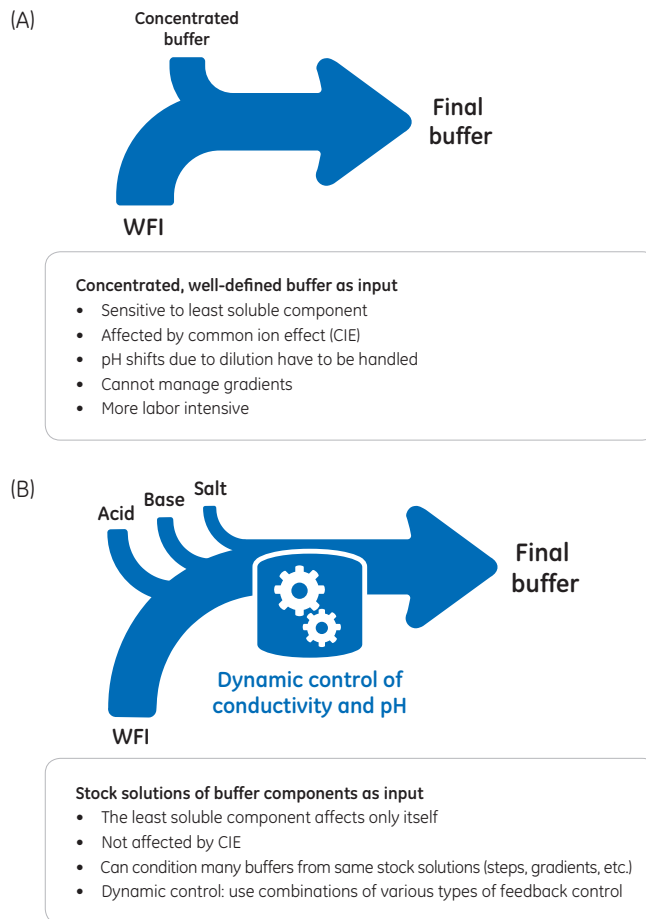 (A)
Concentrated
buffer
Final
buffer
WFI
Concentrated, well-defined buffer as input
• Sensitive to least soluble component
• Affected by common ion effect (CIE)
• pH shifts due to dilution have to be handled
• Cannot manage gradients
• More labor intensive
(B)
Acid
Base
Salt
Final
buffer
Dynamic control of
conductivity and pH
WFI
Stock solutions of buffer components as input
• The least soluble component affects only itself
• Not affected by CIE
• Can condition many buffers from same stock solutions (steps, gradients, etc.)
• Dynamic control: use combinations of various types of feedback control